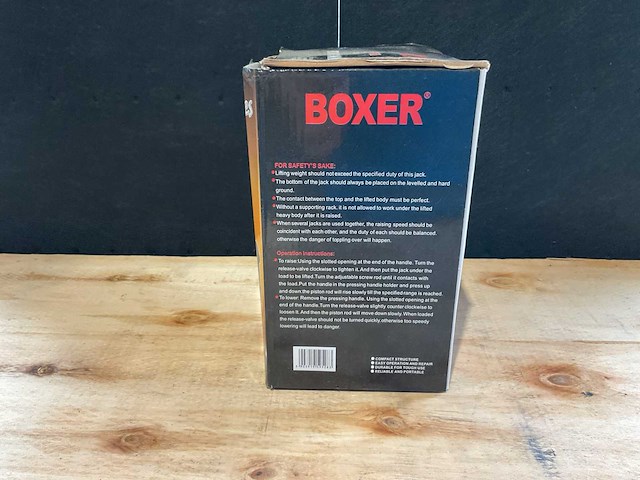 BOXER®
FOR SAFETY'S SAKE:
Lifting weight should not exceed the specified duty of this jack.
The bottom of the jack should always be placed on the levelled and hard
ground.
The contact between the top and the lifted body must be perfect.
Without a supporting rack, it is not allowed to work under the lifted
heavy body after it is raised.
When several jacks are used together, the raising speed should be
coincident with each other, and the duty of each should be balanced.
otherwise the danger of toppling over will happen.
Operation Instructions:
To raise:Using the slotted opening at the end of the handle. Turn the
release-valve clockwise to tighten it. And then put the jack under the
load to be lifted. Turn the adjustable screw rod until it contacts with
the load. Put the handle in the handle holder and press up
and down.the piston rod will rise slowly till the specified range is reached.
To lower: Remove the pressing handle. Using the slotted opening at the
end of the handle. Turn the release-valve slightly counter clockwise to
loosen it. And then the piston rod will move down slowly. When loaded
the release-valve should not be turned quickly, otherwise too speedy
lowering will lead to danger.
COMPACT STRUCTURE
EASY OPERATION AND REPAIR
DURABLE FOR TOUGH USE
RELIABLE AND PORTABLE